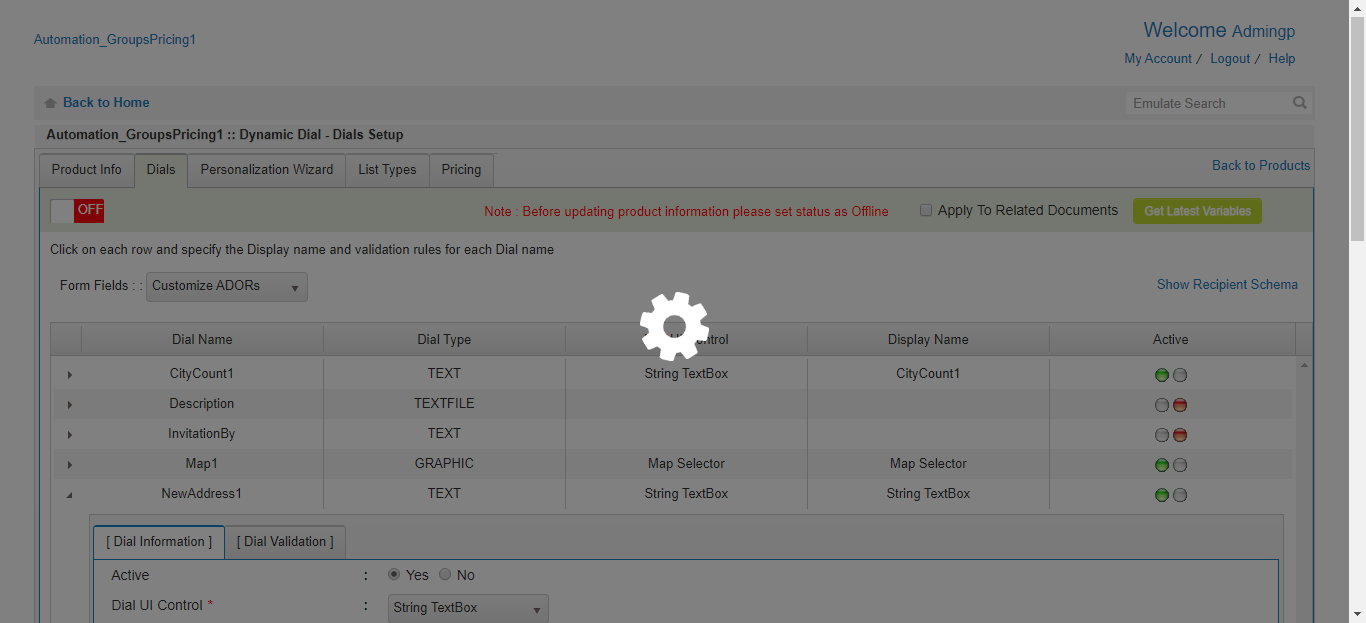 Welcome Admingp
Automation_GroupsPricing1
My Account / Logout / Help
Back to Home
Emulate Search
Automation_GroupsPricing1 :: Dynamic Dial - Dials Setup
Product Info Dials Personalization Wizard List Types Pricing Back to Products
OFF Note : Before updating product information please set status as Offline Apply To Related Documents Get Latest Variables
Click on each row and specify the Display name and validation rules for each Dial name
Form Fields : : Customize ADORs Show Recipient Schema
Dial Name Dial Type Display Name Active
CityCount1 TEXT String TextBox CityCount1
Description TEXTFILE
InvitationBy TEXT
Map1 GRAPHIC Map Selector Map Selector
NewAddress1 TEXT String TextBox String TextBox
[ Dial Information ] [ Dial Validation ]
Active : Yes No
Dial UI Control * : String TextBox